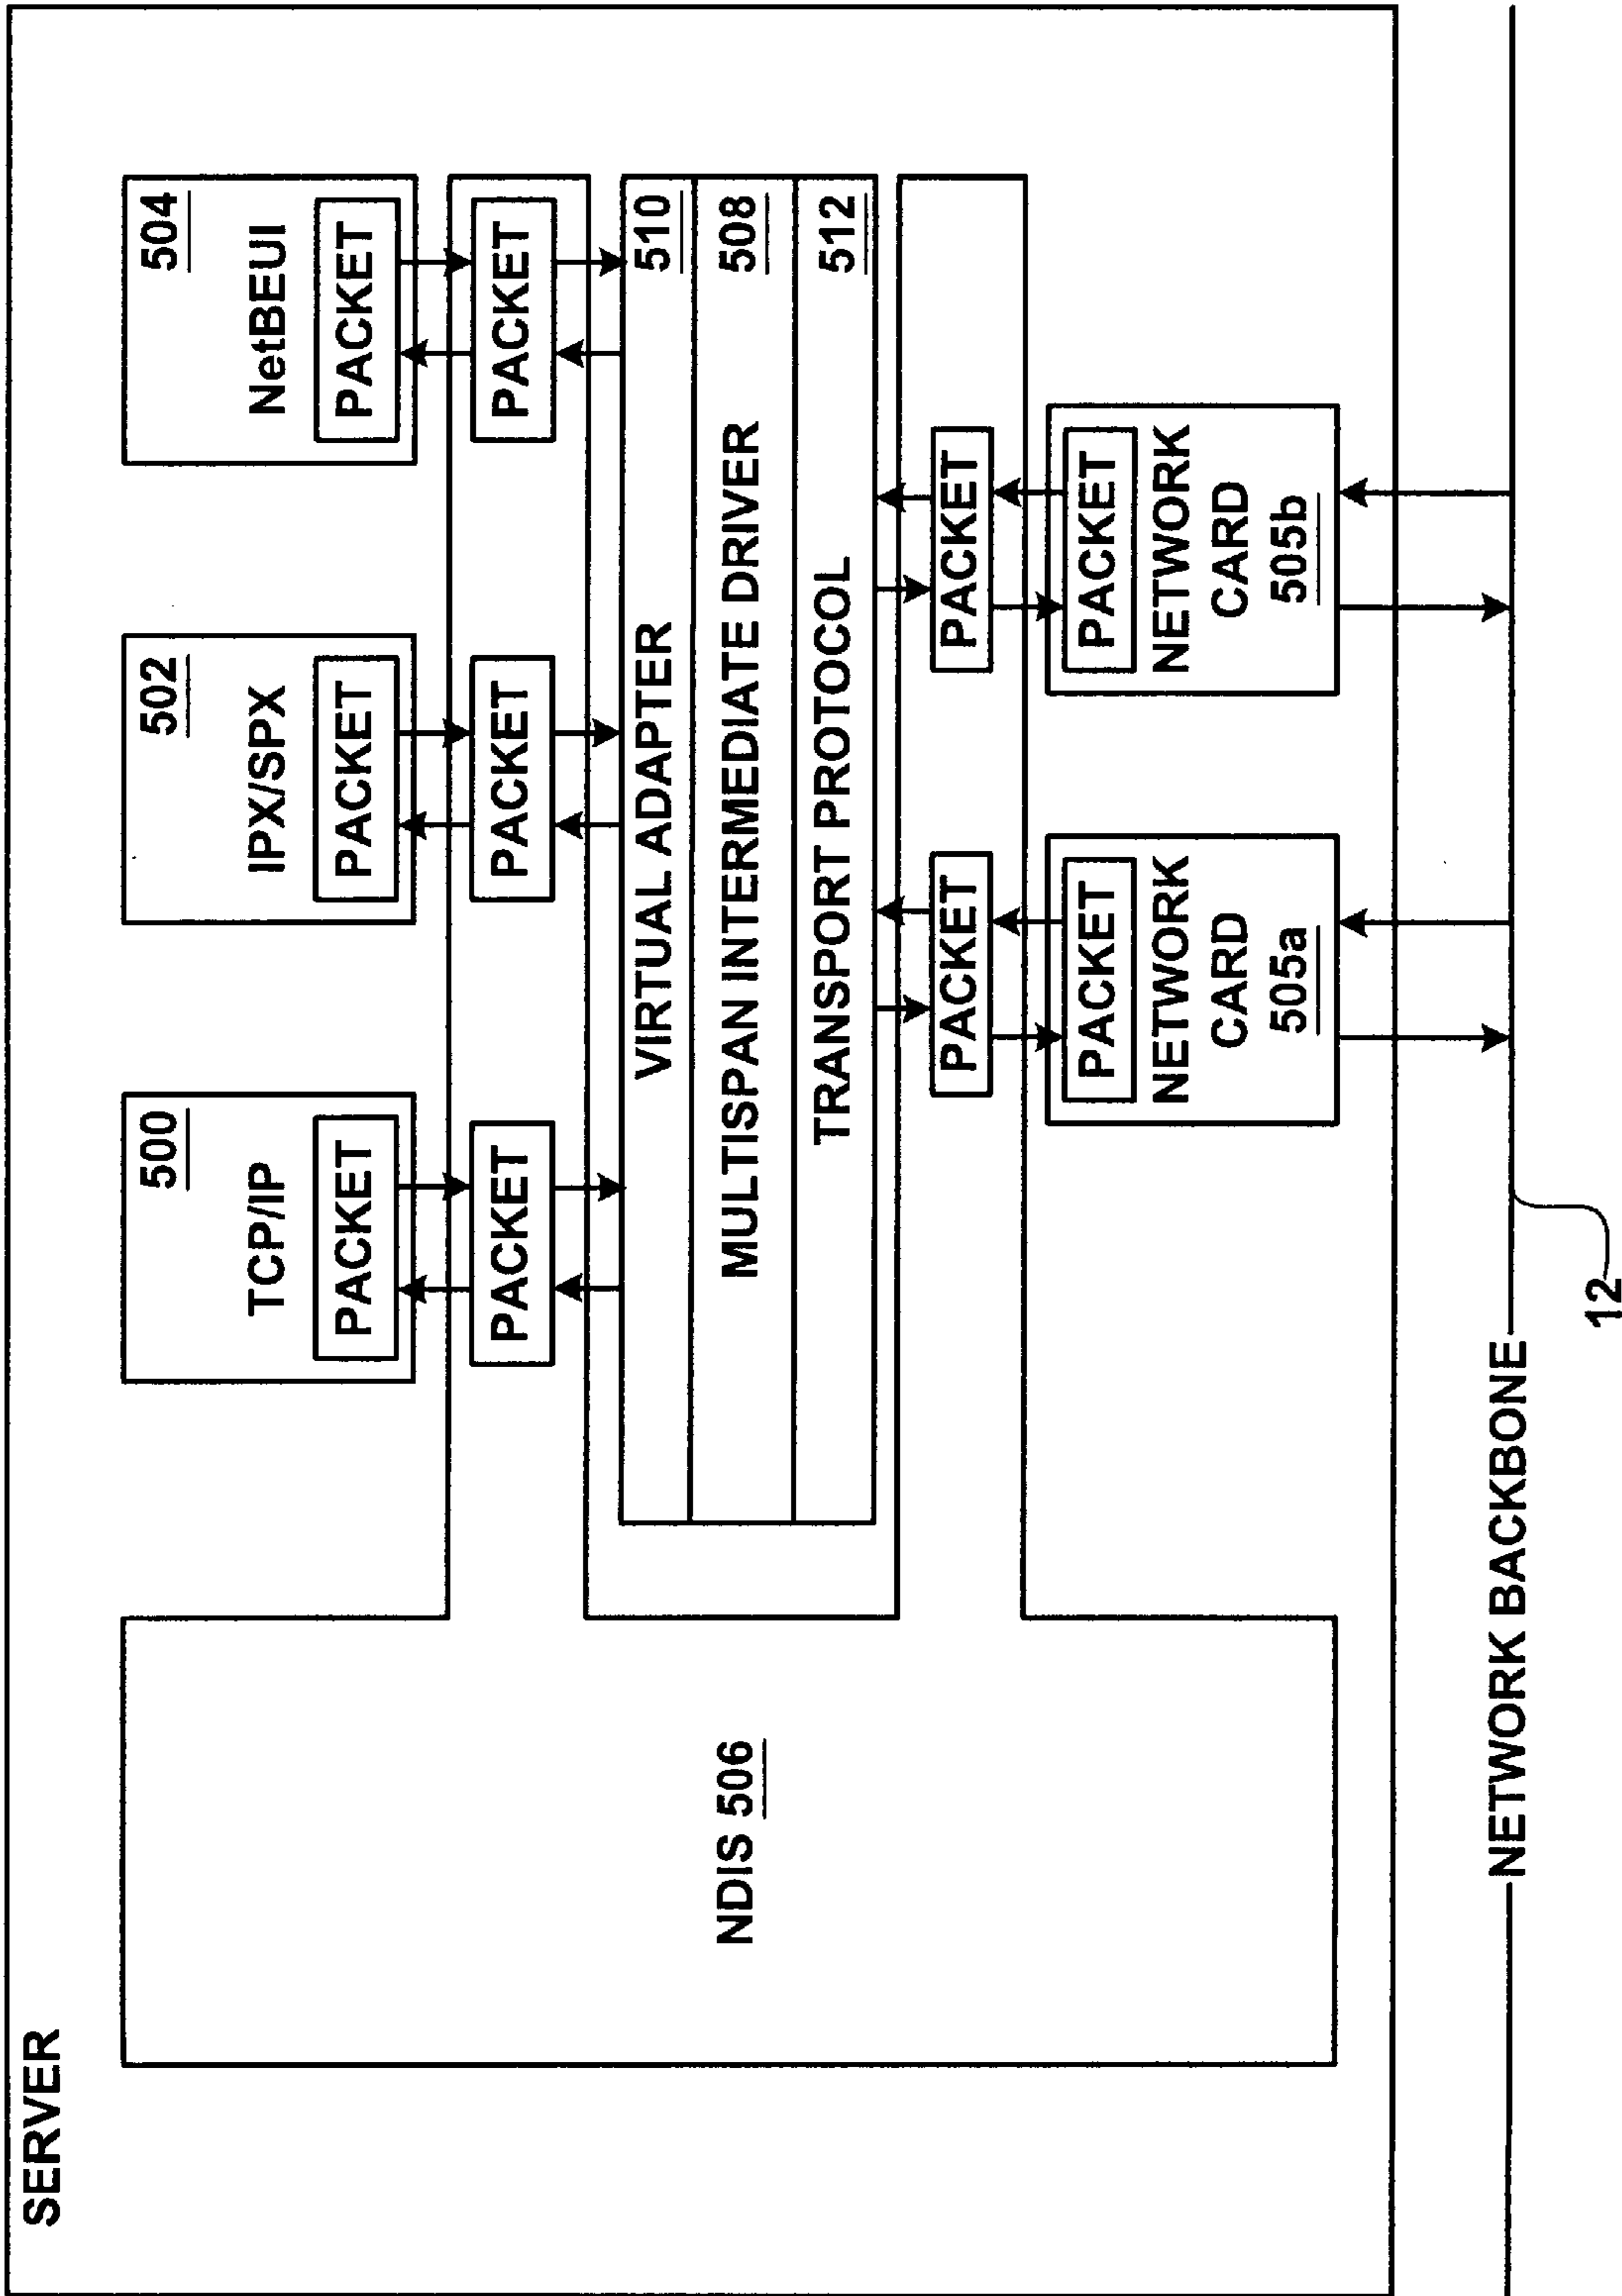 SERVER
500
TCP/IP
PACKET
502
IPX/SPX
PACKET
504
NetBEUI
PACKET
PACKET
PACKET
PACKET
VIRTUAL ADAPTER 510
MULTISPAN INTERMEDIATE DRIVER 508
TRANSPORT PROTOCOL 512
NDIS 506
PACKET
PACKET
PACKET
NETWORK
CARD
505a
PACKET
NETWORK
CARD
505b
NETWORK BACKBONE
12